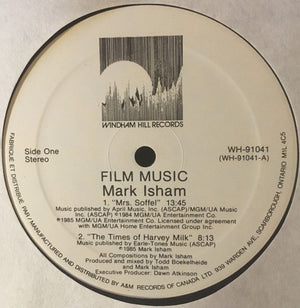 WINDHAM HILL RECORDS
Side One
Stereo
WH-91041
(WH-91041-A)
FILM MUSIC
Mark Isham
1. "Mrs. Soffel" 13:45
Music published by April Music, Inc. (ASCAP) MGM/UA
Music, Inc. (ASCAP) ©1984 MGM/UA Entertainment Co.
℗1985 MGM/UA Entertainment Co. Licensed under agreement
with MGM/UA Home Entertainment Group Inc.
2. "The Times of Harvey Milk" 8:13
Music published by Earle-Tones Music (ASCAP)
©1985
All Compositions by Mark Isham
Produced and mixed by Todd Boekelheide
and Mark Isham
Executive Producer: Dawn Atkinson
FABRIQUE ET DISTRIBUE PAR/MANUFACTURED AND DISTRIBUTED BY A&M RECORDS OF CANADA LTD. 939 WARDEN AVE. SCARBOROUGH, ONTARIO M1L 4C5